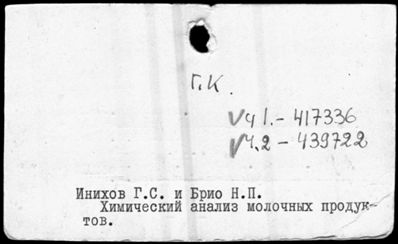 Г.К.
V ч 1. - 417336
V ч. 2 - 439722
Инихов Г.С. и Брио Н.П.
Химический анализ молочных продук-
тов.